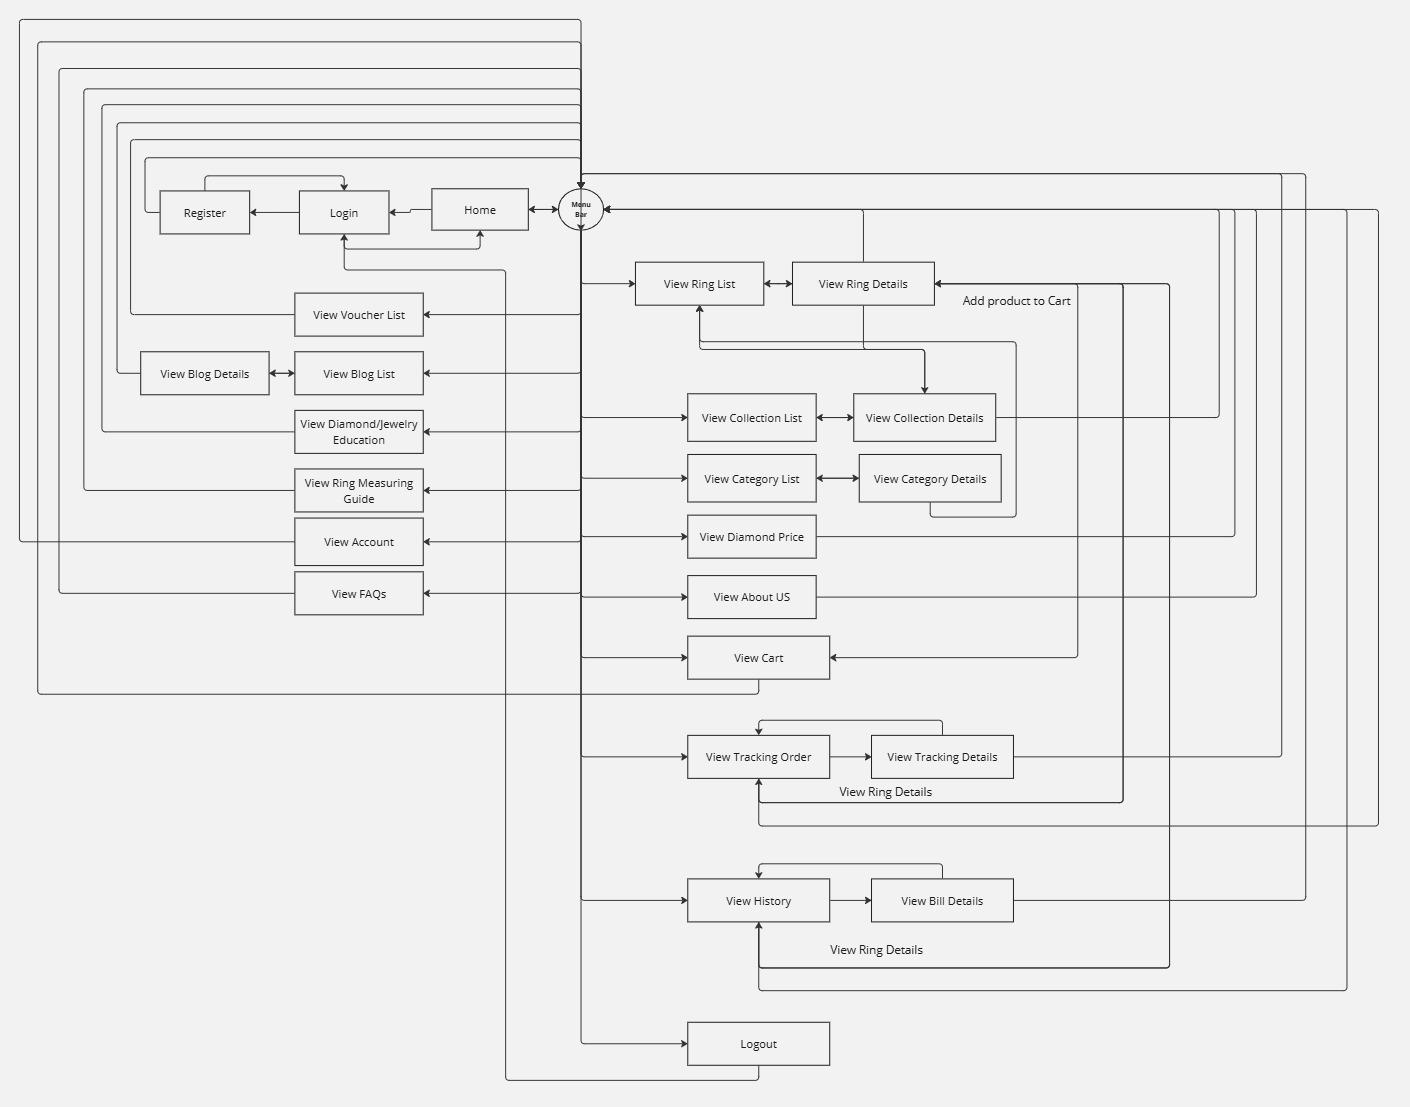 Menu
Bar
Register
Login
Home
View Ring List
View Ring Details
Add product to Cart
View Voucher List
View Blog Details
View Blog List
View Diamond/Jewelry
Education
View Collection List
View Collection Details
View Ring Measuring
Guide
View Category List
View Category Details
View Account
View Diamond Price
View FAQs
View About US
View Cart
View Tracking Order
View Tracking Details
View Ring Details
View History
View Bill Details
View Ring Details
Logout